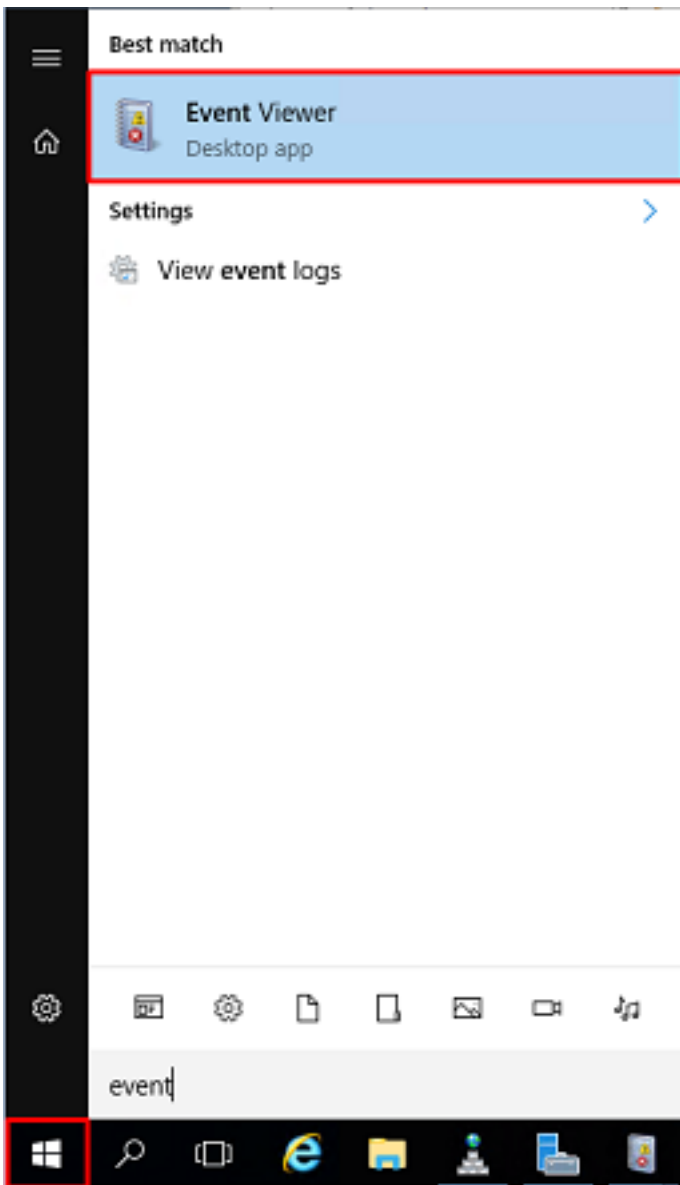 Best match
Event Viewer
Desktop app
Settings
View event logs
event